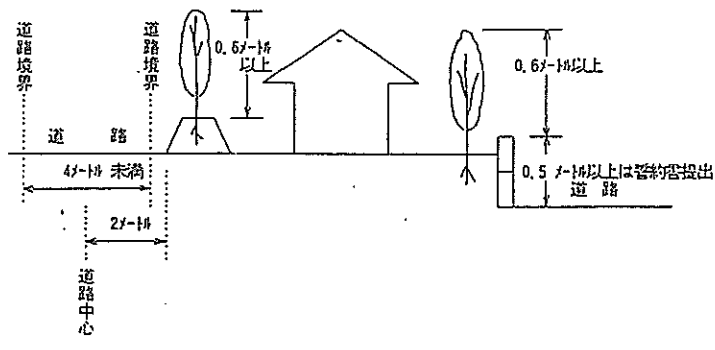 道路境界
道路境界
0.6メートル
以上
0.6メートル以上
道路
4メートル未満
0.5メートル以上は誓約書提出
道路
2メートル
道路中心